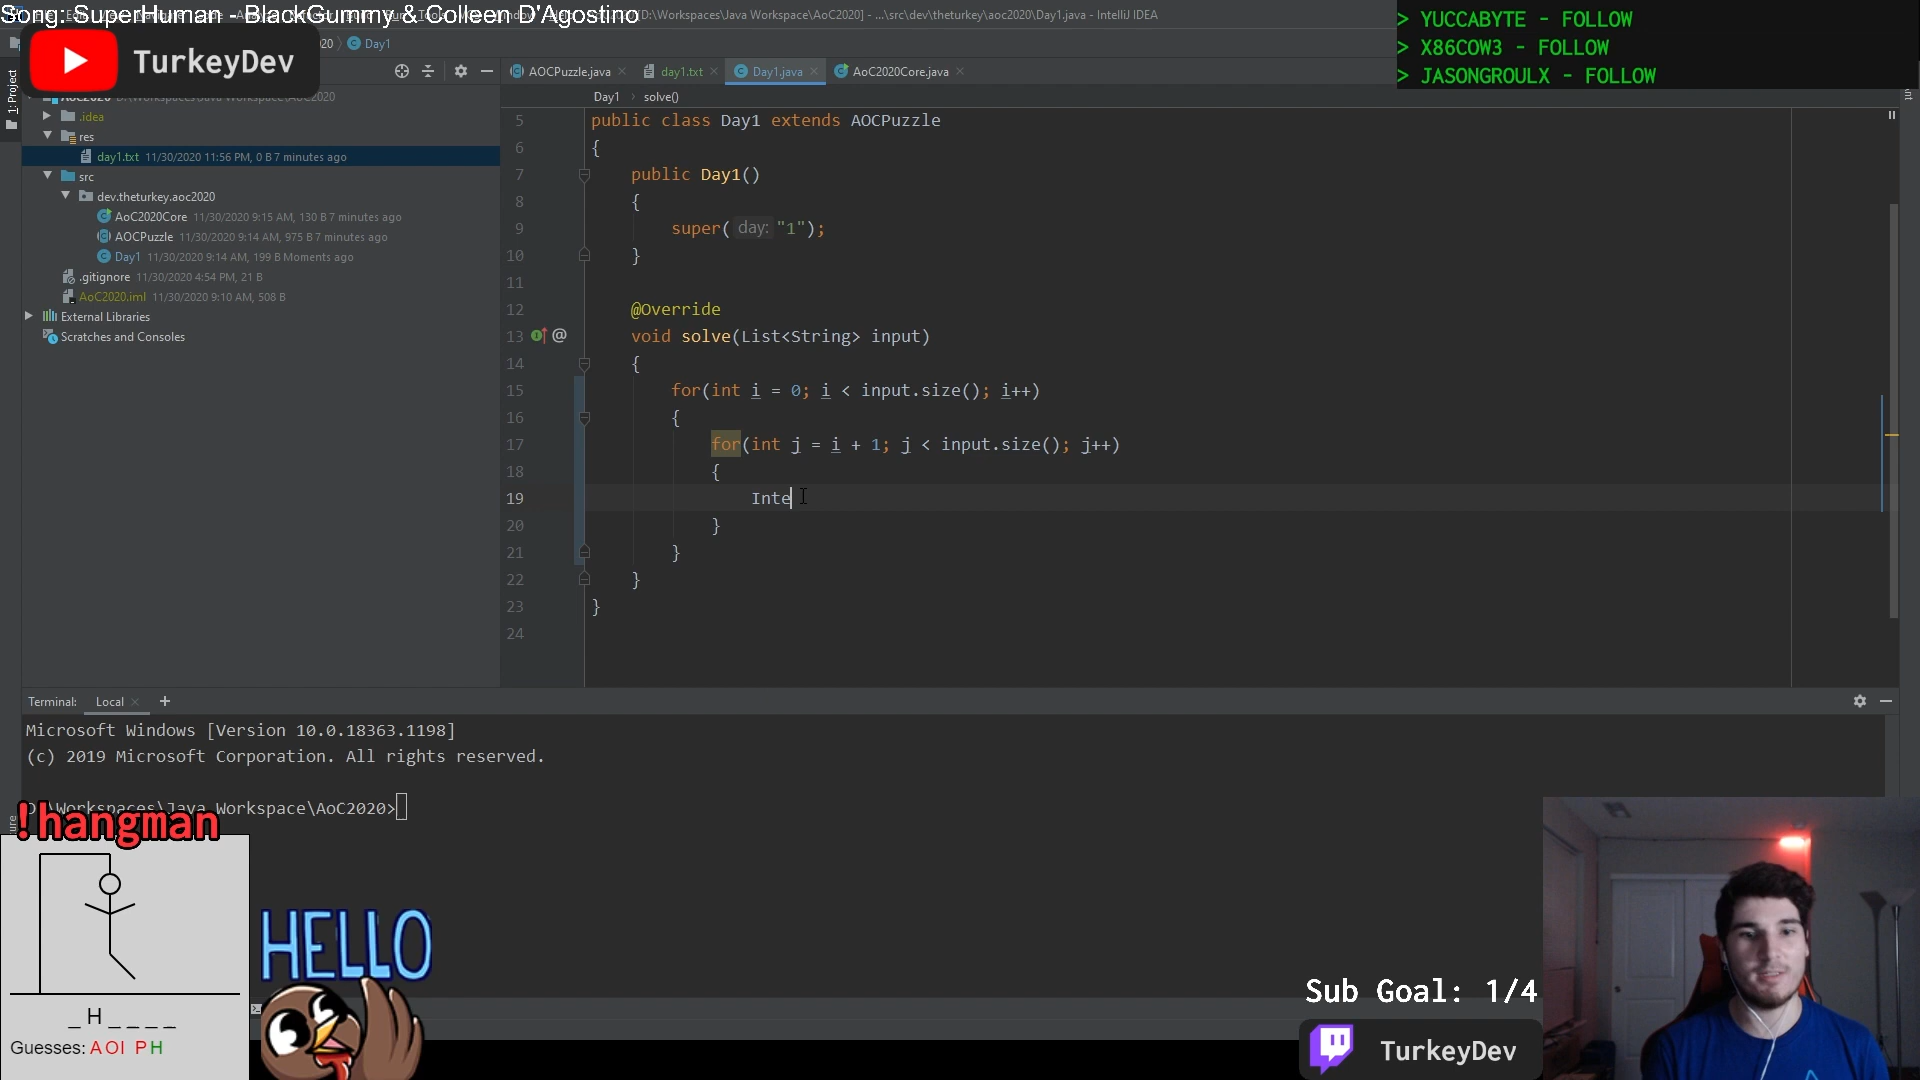 Song: SuperHuman - BlackGummy & Colleen D'Agostino
[D:\Workspaces\Java Workspace\AoC2020] - ...\src\dev\theturkey\aoc2020\Day1.java - IntelliJ IDEA
TurkeyDev
20
Day1
> YUCCABYTE - FOLLOW
> X86COW3 - FOLLOW
> JASONGROULX - FOLLOW
1: Project
AOCPuzzle.java
day1.txt
Day1.java
AoC2020Core.java
Day1
solve()
AoC2020 D:\Workspaces\Java Workspace\AoC2020
.idea
res
day1.txt 11/30/2020 11:56 PM, 0 B 7 minutes ago
src
dev.theturkey.aoc2020
AoC2020Core 11/30/2020 9:15 AM, 130 B 7 minutes ago
AOCPuzzle 11/30/2020 9:14 AM, 975 B 7 minutes ago
Day1 11/30/2020 9:14 AM, 199 B Moments ago
.gitignore 11/30/2020 4:54 PM, 21 B
AoC2020.iml 11/30/2020 9:10 AM, 508 B
External Libraries
Scratches and Consoles
5 public class Day1 extends AOCPuzzle
6 {
7 public Day1()
8 {
9 super( day: "1");
10 }
11
12 @Override
13 @ void solve(List<String> input)
14 {
15 for(int i = 0; i < input.size(); i++)
16 {
17 for(int j = i + 1; j < input.size(); j++)
18 {
19 Inte
20 }
21 }
22 }
23 }
24
Terminal: Local +
Microsoft Windows [Version 10.0.18363.1198]
(c) 2019 Microsoft Corporation. All rights reserved.
D:\Workspaces\Java Workspace\AoC2020>
!hangman
_ H _ _ _ _
Guesses: A O I P H
HELLO
Sub Goal: 1/4
TurkeyDev